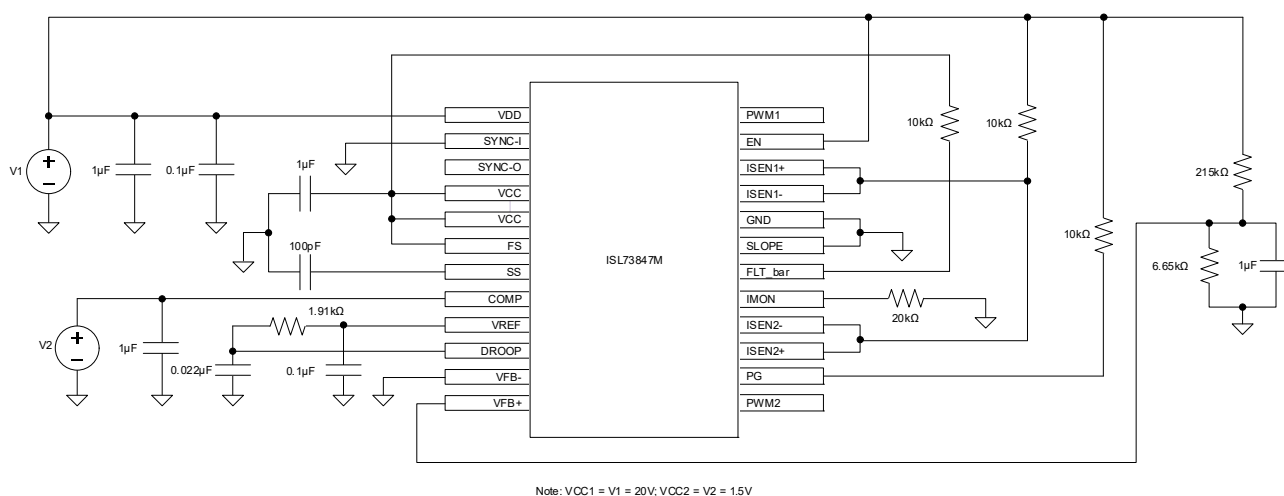 VDD
PWM1
10kΩ
10kΩ
SYNC-I
EN
V1
1µF
0.1µF
1µF
SYNC-O
ISEN1+
215kΩ
VCC
ISEN1-
VCC
GND
10kΩ
100pF
FS
SLOPE
ISL73847M
6.65kΩ
1µF
SS
FLT_bar
COMP
IMON
1.91kΩ
20kΩ
VREF
ISEN2-
V2
1µF
DROOP
ISEN2+
0.022µF
0.1µF
VFB-
PG
VFB+
PWM2
Note: VCC1 = V1 = 20V; VCC2 = V2 = 1.5V